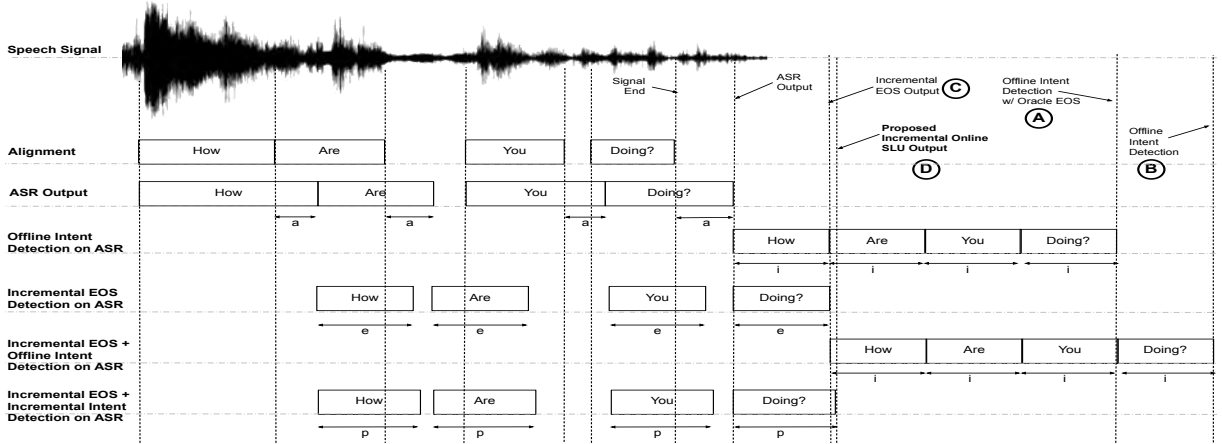 Speech Signal
Signal
End
ASR
Output
Incremental
EOS Output C
Offline Intent
Detection
w/ Oracle EOS
A
Proposed
Incremental Online
SLU Output
D
Offline
Intent
Detection
B
Alignment
How Are You Doing?
ASR Output
How Are You Doing?
a a a a
Offline Intent
Detection on ASR
How Are You Doing?
i i i i
Incremental EOS
Detection on ASR
How Are You Doing?
e e e e
Incremental EOS +
Offline Intent
Detection on ASR
How Are You Doing?
i i i i
Incremental EOS +
Incremental Intent
Detection on ASR
How Are You Doing?
p p p p